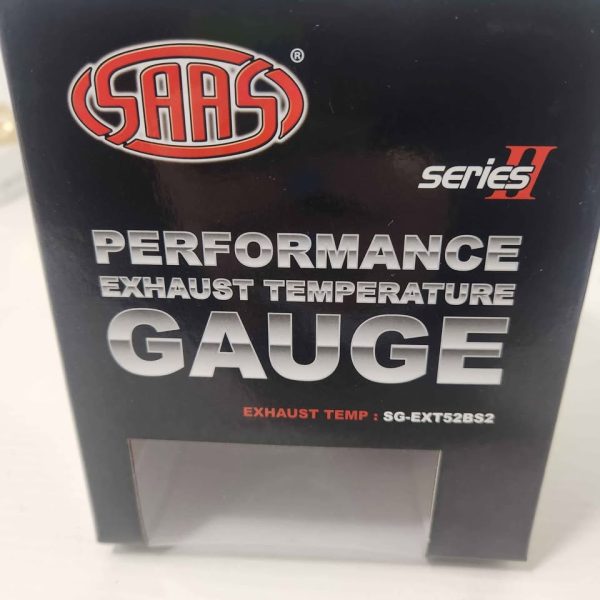 SAAS®
series II
PERFORMANCE
EXHAUST TEMPERATURE
GAUGE
EXHAUST TEMP : SG-EXT52BS2